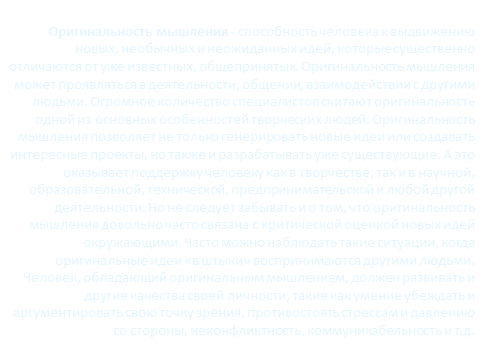 Оригинальность мышления - способность человека к выдвижению
новых, необычных и неожиданных идей, которые существенно
отличаются от уже известных, общепринятых. Оригинальность мышления
может проявляться в деятельности, общении, взаимодействии с другими
людьми. Огромное количество специалистов считают оригинальность
одной из основных особенностей творческих людей. Оригинальность
мышления позволяет не только генерировать новые идеи или создавать
интересные проекты, но также и разрабатывать уже существующие. А это
оказывает поддержку человеку как в творчестве, так и в научной,
образовательной, технической, предпринимательской и любой другой
деятельности. Но не следует забывать и о том, что оригинальность
мышления довольно часто связана с критической оценкой новых идей
окружающими. Часто можно наблюдать такие ситуации, когда
оригинальные идеи «в штыки» воспринимаются другими людьми.
Человек, обладающий оригинальным мышлением, должен развивать и
другие качества своей личности, такие как умение убеждать и
аргументировать свою точку зрения, противостоять стрессам и давлению
со стороны, неконфликтность, коммуникабельность и т.д.